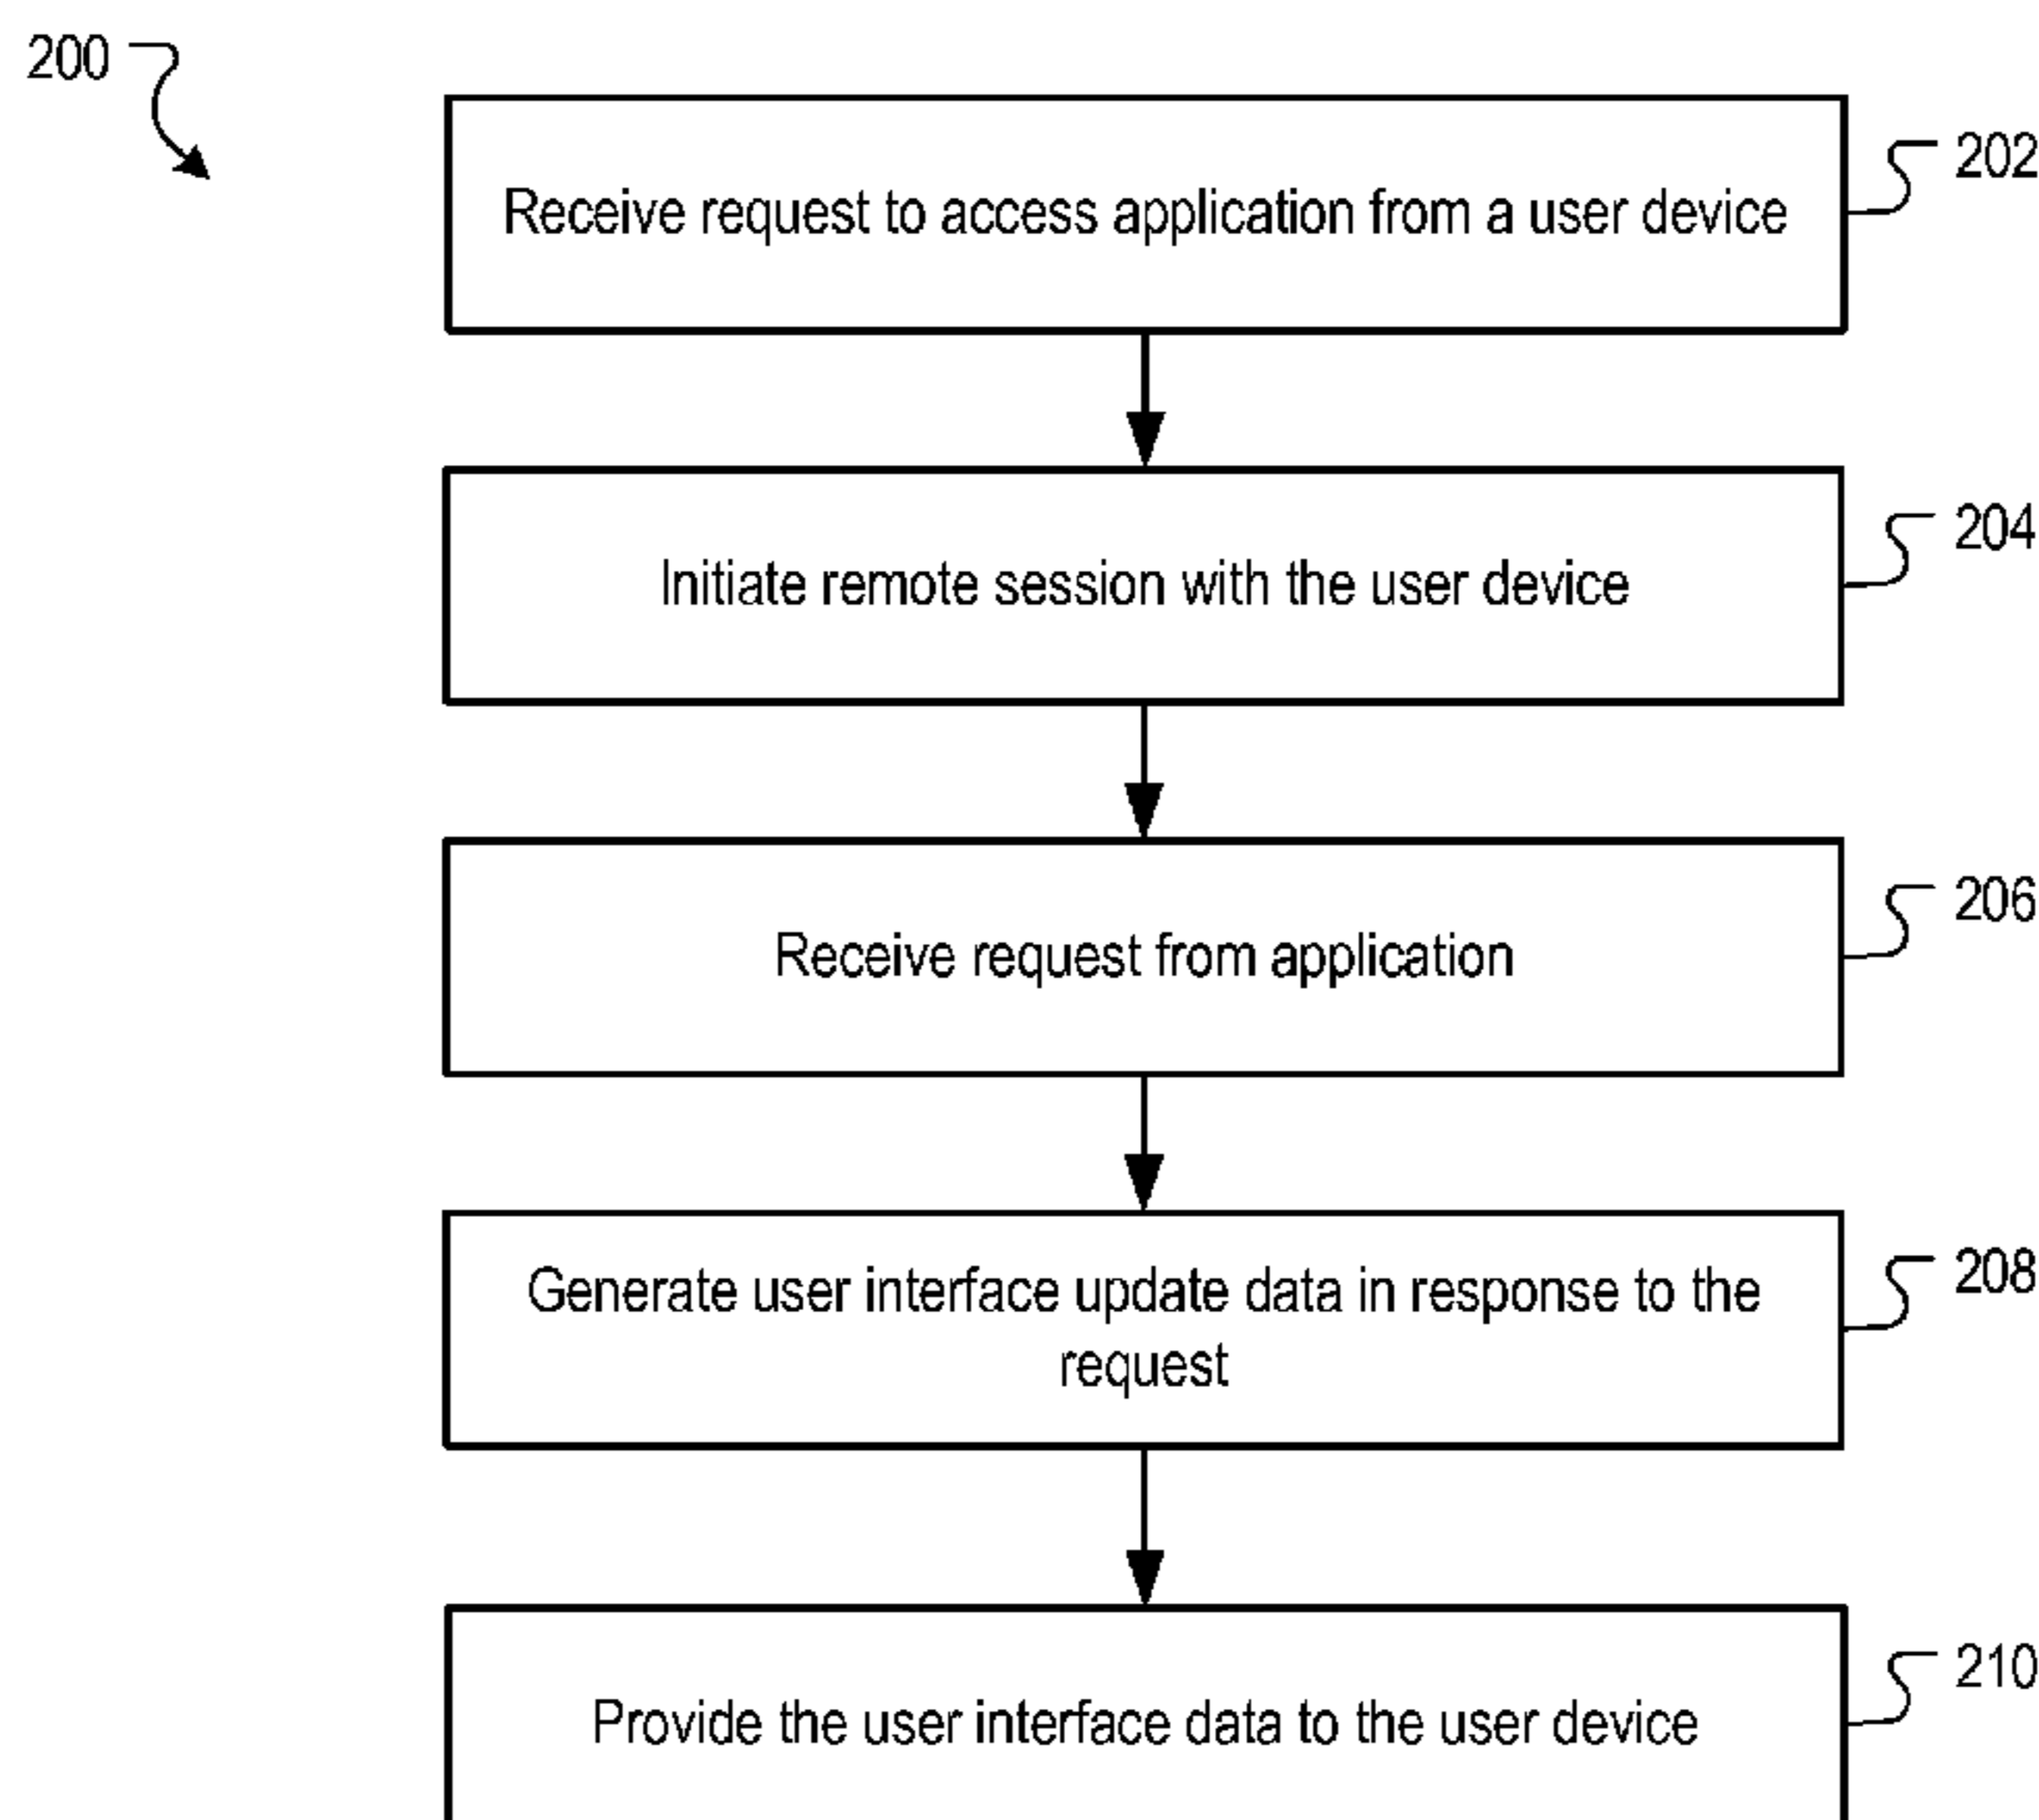 200
Receive request to access application from a user device
202
Initiate remote session with the user device
204
Receive request from application
206
Generate user interface update data in response to the
request
208
Provide the user interface data to the user device
210